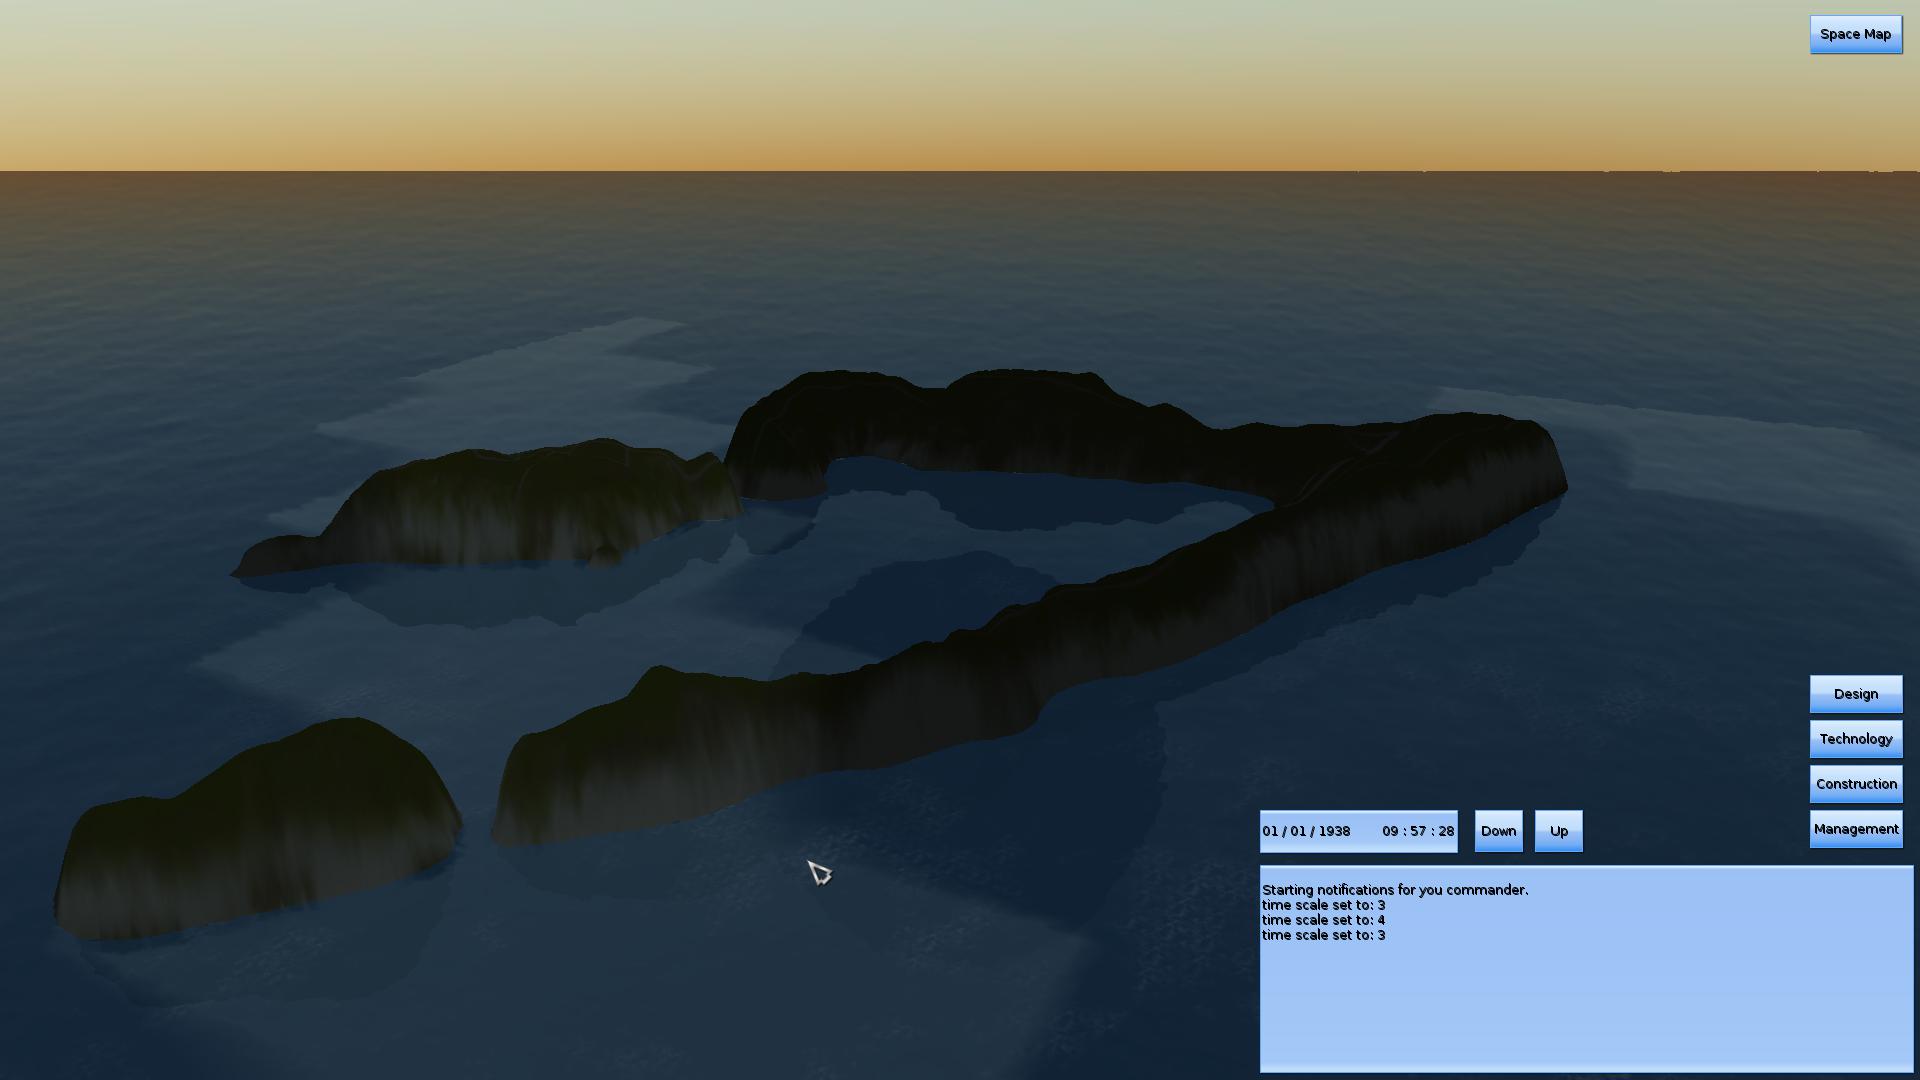 Space Map
Design
Technology
Construction
Management
01 / 01 / 1938 09 : 57 : 28
Down
Up
Starting notifications for you commander.
time scale set to: 3
time scale set to: 4
time scale set to: 3